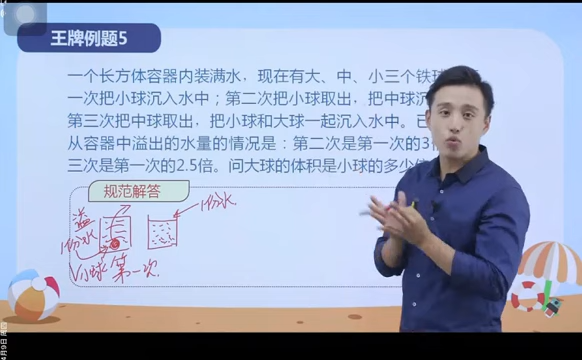 王牌例题5
一个长方体容器内装满水，现在有大、中、小三个铁球
一次把小球沉入水中；第二次把小球取出，把中球沉
第三次把中球取出，把小球和大球一起沉入水中。已
从容器中溢出的水量的情况是：第二次是第一次的3
三次是第一次的2.5倍。问大球的体积是小球的多少
规范解答
溢
1份水
1份水
V小球 第一次